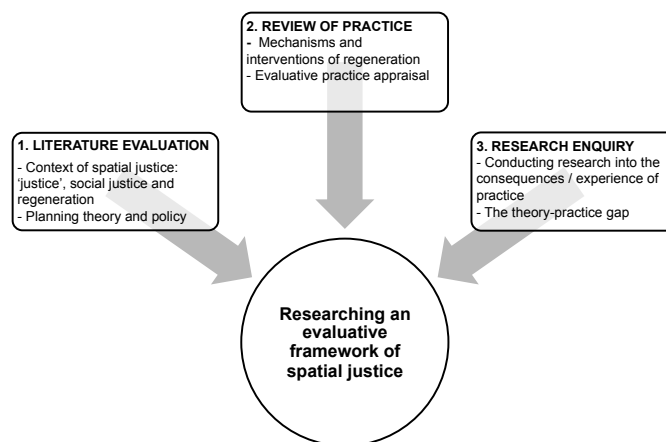 1. LITERATURE EVALUATION
- Context of spatial justice:
‘justice’, social justice and
regeneration
- Planning theory and policy
2. REVIEW OF PRACTICE
- Mechanisms and
interventions of regeneration
- Evaluative practice appraisal
3. RESEARCH ENQUIRY
- Conducting research into the
consequences / experience of
practice
- The theory-practice gap
Researching an
evaluative
framework of
spatial justice